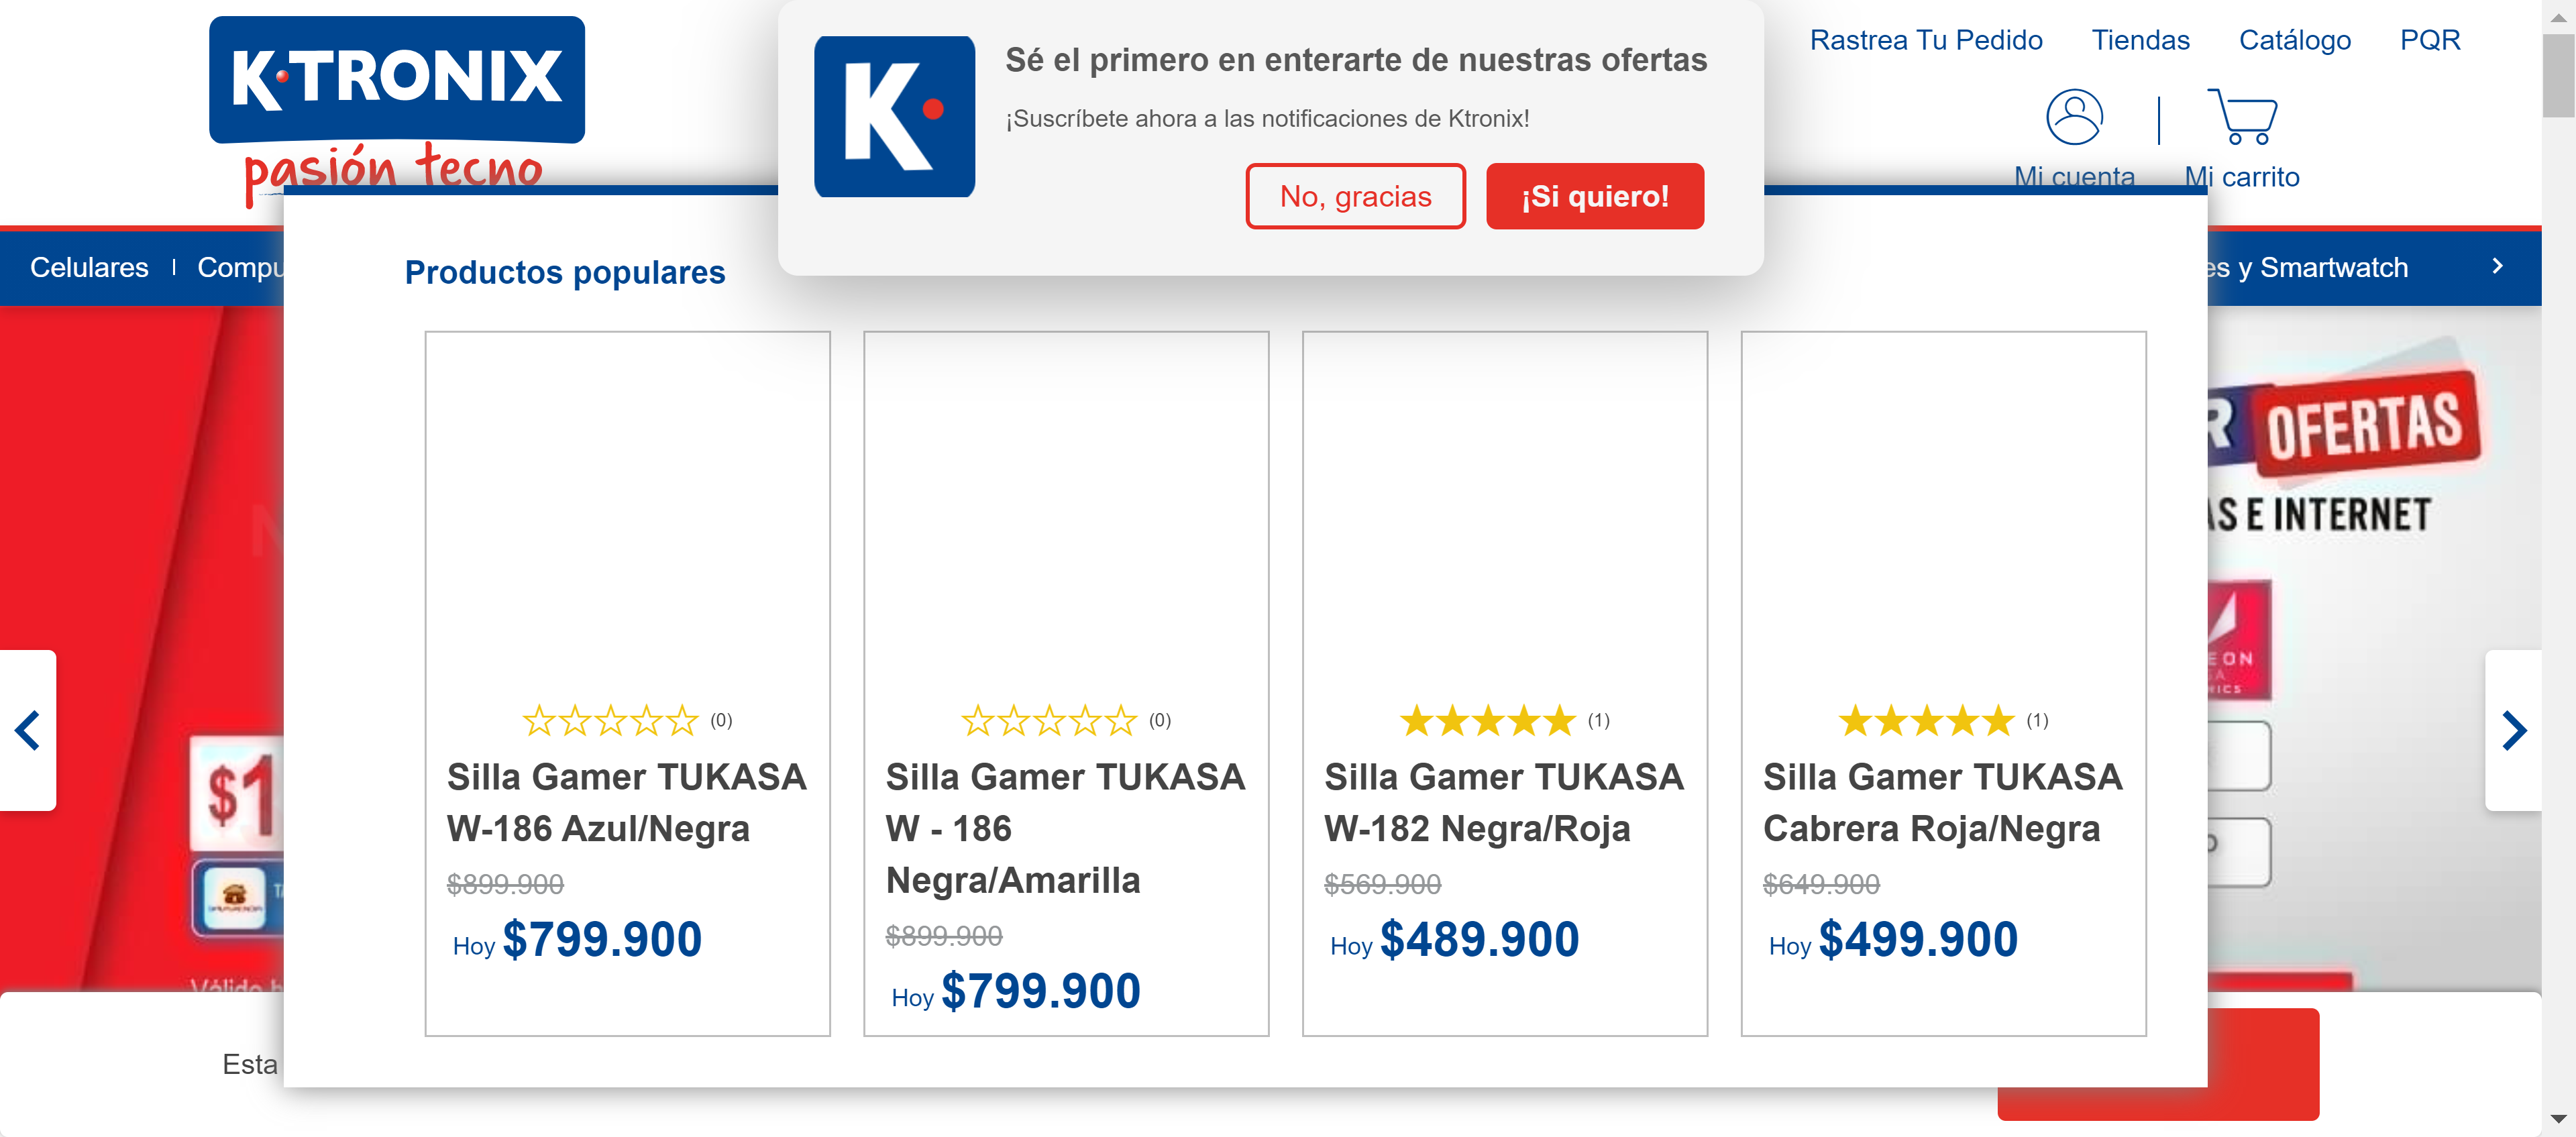 K·TRONIX
pasión tecno
K
Sé el primero en enterarte de nuestras ofertas
¡Suscríbete ahora a las notificaciones de Ktronix!
No, gracias
¡Si quiero!
Rastrea Tu Pedido
Tiendas
Catálogo
PQR
Mi cuenta
Mi carrito
Celulares
y Smartwatch
Productos populares
OFERTAS
E INTERNET
(0)
Silla Gamer TUKASA
W-186 Azul/Negra
$899.900
Hoy $799.900
(0)
Silla Gamer TUKASA
W - 186
Negra/Amarilla
$899.900
Hoy $799.900
(1)
Silla Gamer TUKASA
W-182 Negra/Roja
$569.900
Hoy $489.900
(1)
Silla Gamer TUKASA
Cabrera Roja/Negra
$649.900
Hoy $499.900
$1
Esta